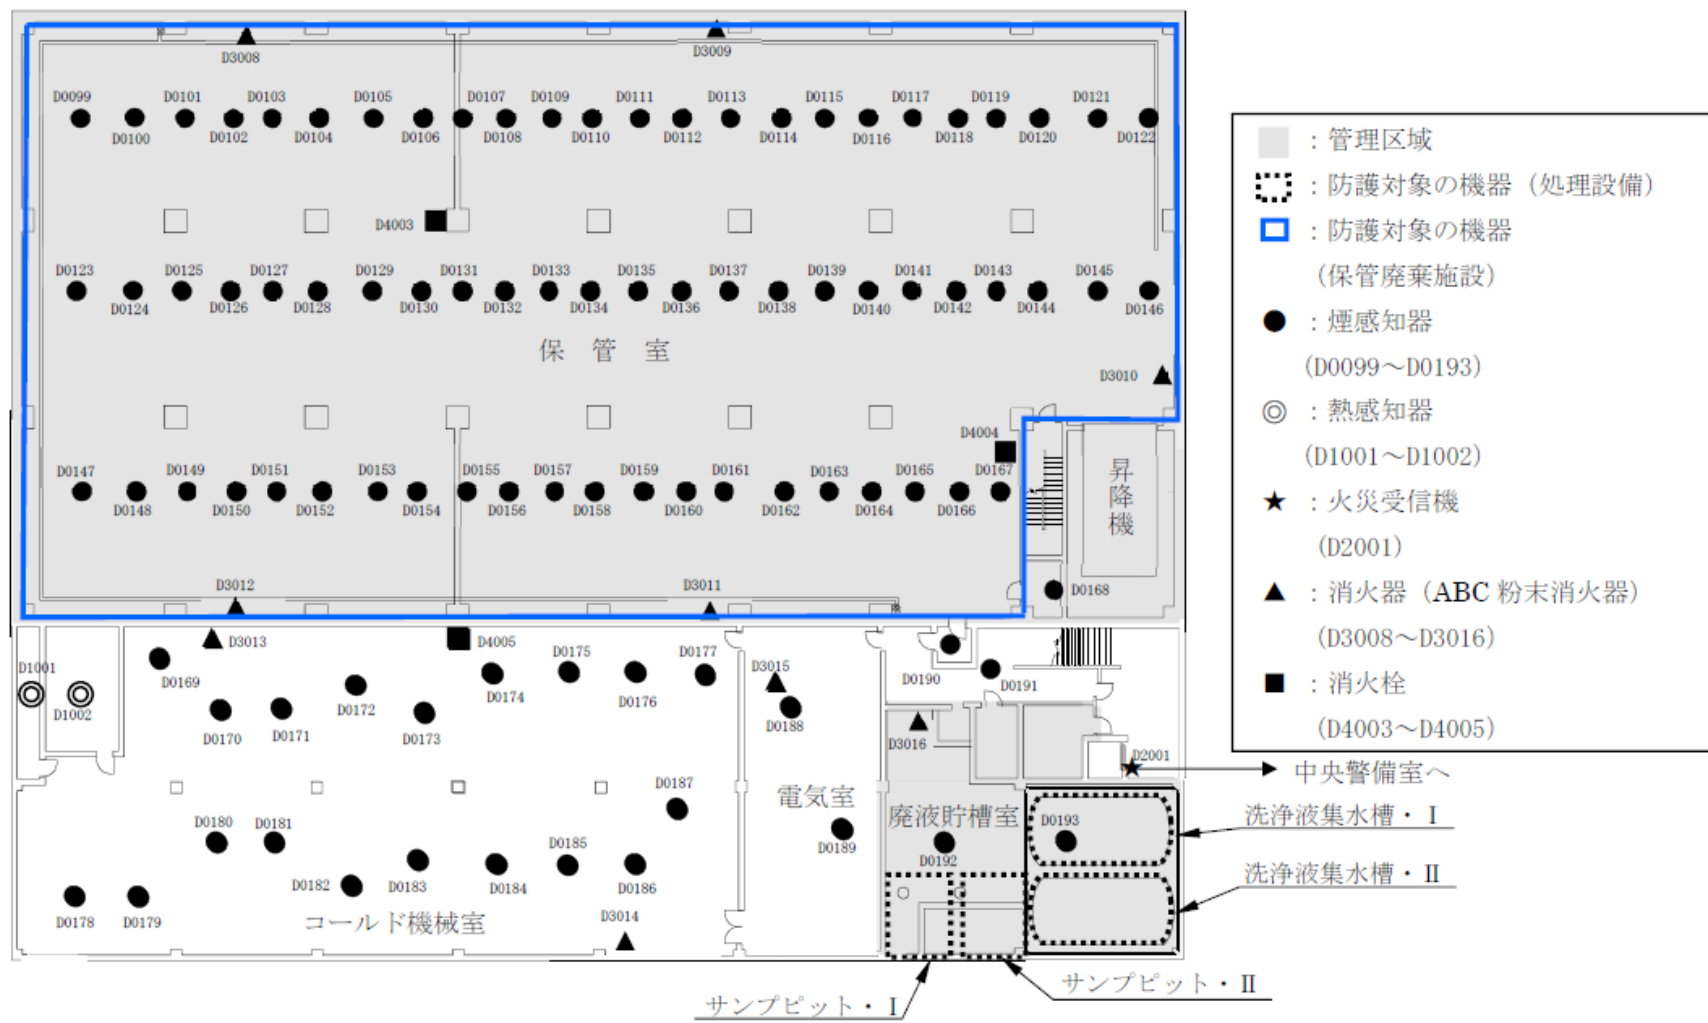 D3008
D3009
D0099 D0101 D0103 D0105 D0107 D0109 D0111 D0113 D0115 D0117 D0119 D0121
D0100 D0102 D0104 D0106 D0108 D0110 D0112 D0114 D0116 D0118 D0120 D0122
D4003
D0123 D0125 D0127 D0129 D0131 D0133 D0135 D0137 D0139 D0141 D0143 D0145
D0124 D0126 D0128 D0130 D0132 D0134 D0136 D0138 D0140 D0142 D0144 D0146
保管室
D3010
D4004
D0147 D0149 D0151 D0153 D0155 D0157 D0159 D0161 D0163 D0165 D0167
D0148 D0150 D0152 D0154 D0156 D0158 D0160 D0162 D0164 D0166
昇降機
D3012
D3011
D0168
D3013
D4005
D1001
D1002
D0169
D0170
D0171
D0172
D0173
D0174
D0175
D0176
D0177
D3015
D0188
D0190
D0191
D3016
D2001
中央警備室へ
D0187
電気室
廃液貯槽室
D0180
D0181
D0182
D0183
D0184
D0185
D0186
D0189
D0192
D0193
D0178
D0179
コールド機械室
D3014
洗浄液集水槽・Ⅰ
洗浄液集水槽・Ⅱ
サンプピット・Ⅱ
サンプピット・Ⅰ
：管理区域
：防護対象の機器（処理設備）
：防護対象の機器
（保管廃棄施設）
：煙感知器
(D0099～D0193)
：熱感知器
(D1001～D1002)
：火災受信機
(D2001)
：消火器（ABC 粉末消火器）
(D3008～D3016)
：消火栓
(D4003～D4005)